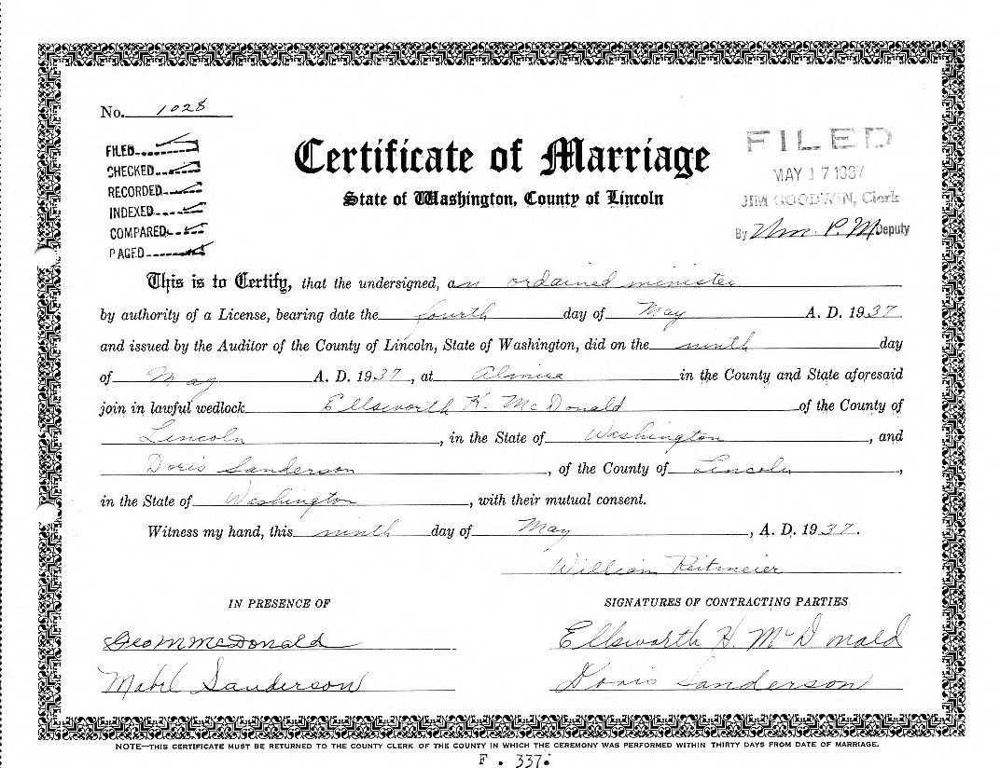 No. 1028
FILED
CHECKED
RECORDED
INDEXED
COMPARED
PAGED
Certificate of Marriage
State of Washington, County of Lincoln
FILED
MAY 17 1937
JIM GOODWIN, Clerk
By Wm. P. M Deputy
This is to Certify, that the undersigned, an ordained minister
by authority of a License, bearing date the fourth day of May A. D. 1937
and issued by the Auditor of the County of Lincoln, State of Washington, did on the ninth day
of May A. D. 1937, at Almira in the County and State aforesaid
join in lawful wedlock Ellsworth H. McDonald of the County of
Lincoln, in the State of Washington, and
Doris Sanderson, of the County of Lincoln,
in the State of Washington, with their mutual consent.
Witness my hand, this ninth day of May, A. D. 1937.
William Reitmeier
IN PRESENCE OF
SIGNATURES OF CONTRACTING PARTIES
Geo M McDonald
Ellsworth H. McDonald
Mabel Sanderson
Doris Sanderson
NOTE—THIS CERTIFICATE MUST BE RETURNED TO THE COUNTY CLERK OF THE COUNTY IN WHICH THE CEREMONY WAS PERFORMED WITHIN THIRTY DAYS FROM DATE OF MARRIAGE.
F . 337.